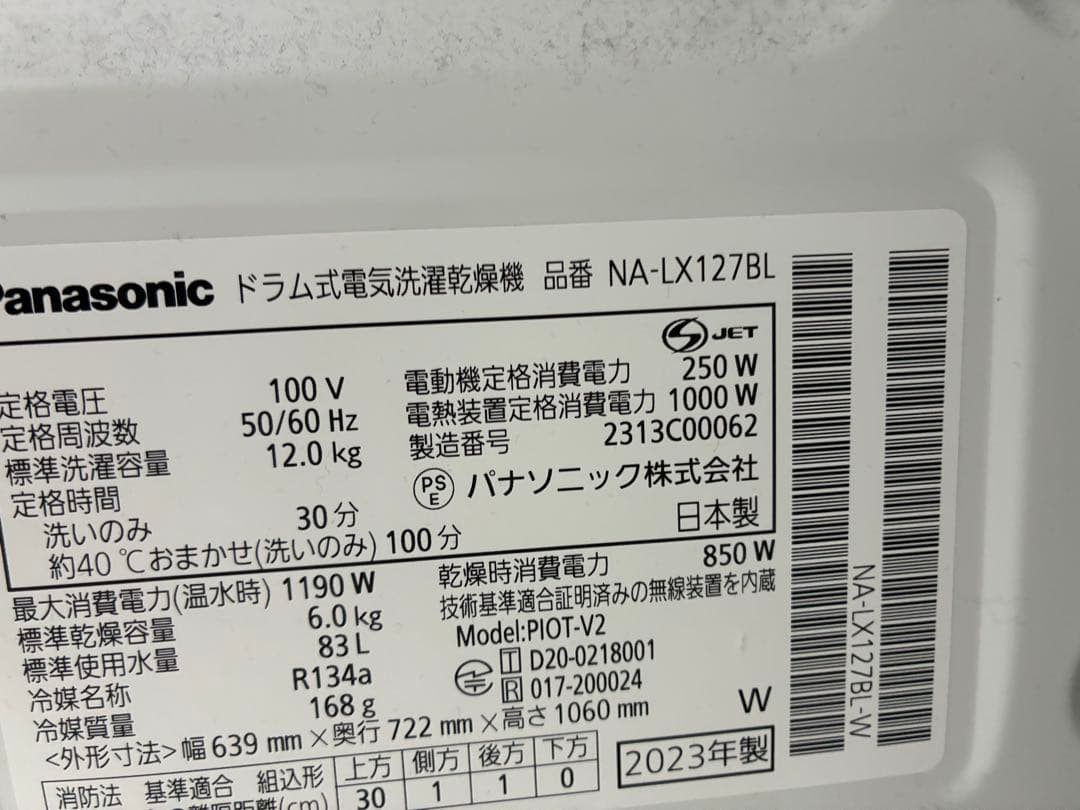 Panasonic ドラム式電気洗濯乾燥機 品番 NA-LX127BL
JET
定格電圧 100 V
定格周波数 50/60 Hz
標準洗濯容量 12.0 kg
定格時間
洗いのみ 30分
約40℃おまかせ(洗いのみ) 100分
電動機定格消費電力 250 W
電熱装置定格消費電力 1000 W
製造番号 2313C00062
PSE パナソニック株式会社
日本製
最大消費電力(温水時) 1190 W
標準乾燥容量 6.0 kg
標準使用水量 83 L
冷媒名称 R134a
冷媒質量 168 g
乾燥時消費電力 850 W
技術基準適合証明済みの無線装置を内蔵
Model:PIOT-V2
T D20-0218001
R 017-200024
<外形寸法>幅 639 mm×奥行 722 mm×高さ 1060 mm
W
消防法 基準適合 組込形 上方 側方 後方 下方
離隔距離(cm) 30 1 1 0
2023年製
NA-LX127BL-W